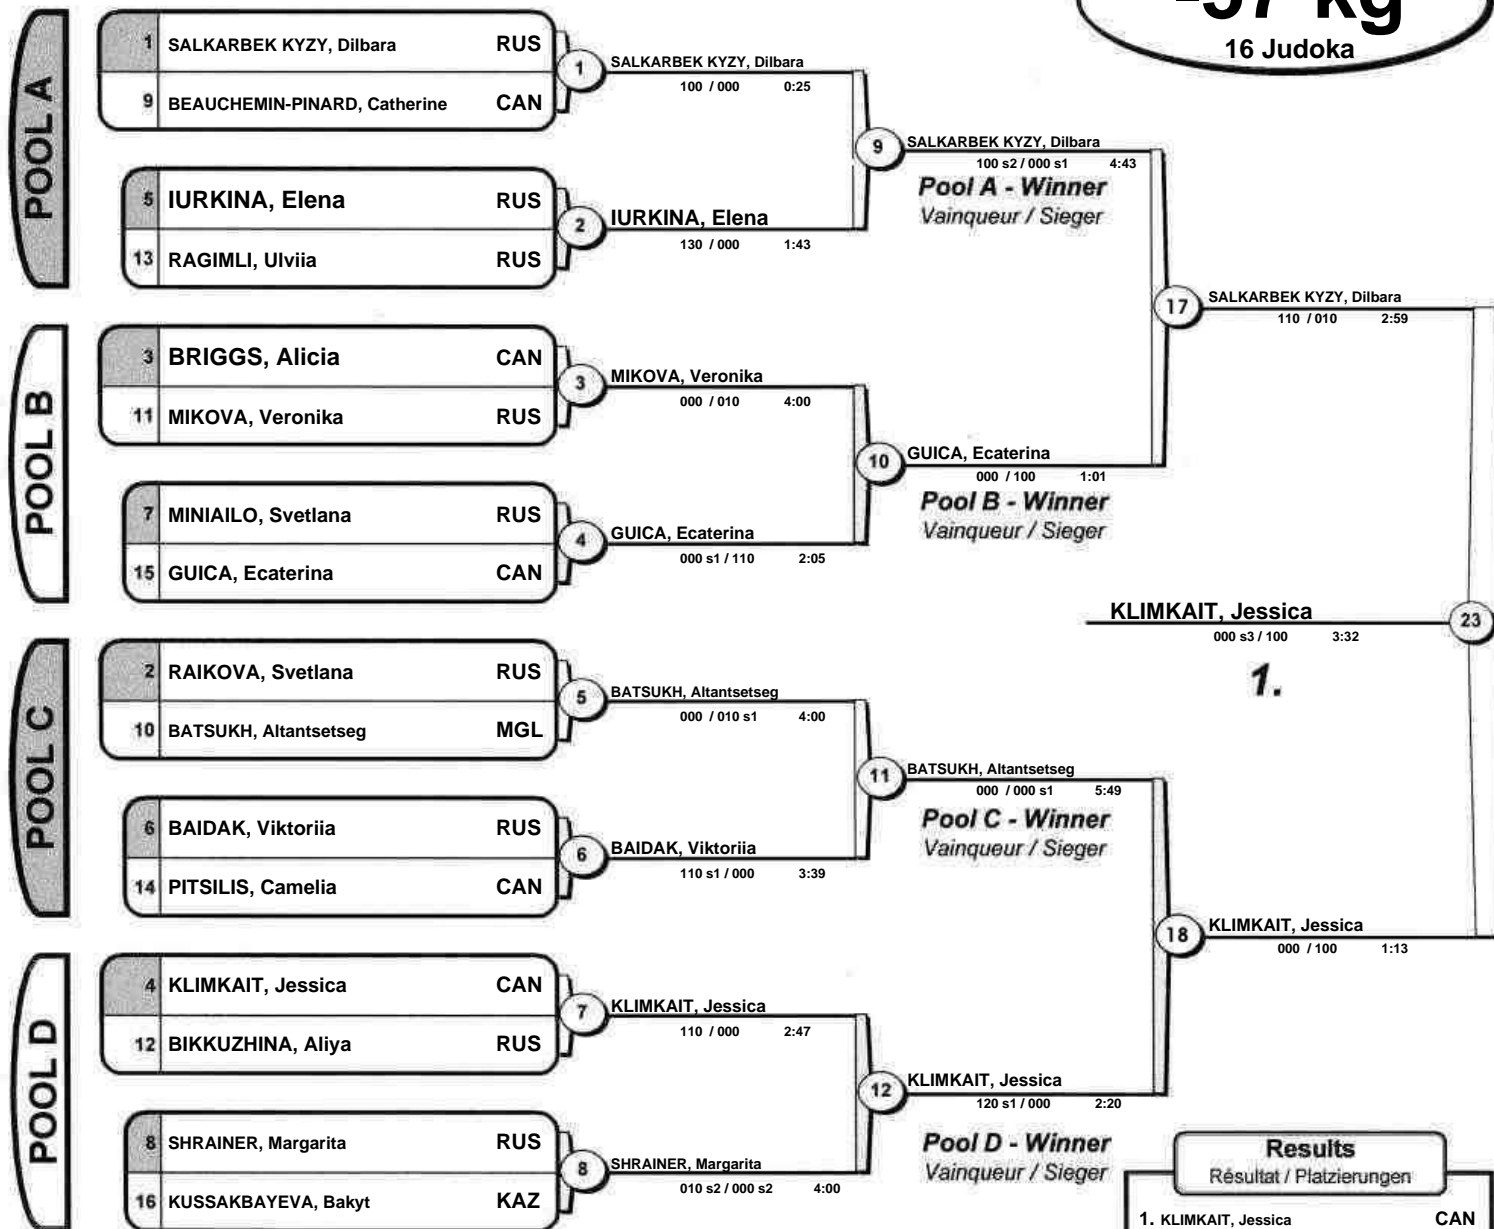 -57 kg
16 Judoka
POOL A
1 SALKARBEK KYZY, Dilbara RUS
9 BEAUCHEMIN-PINARD, Catherine CAN
1
SALKARBEK KYZY, Dilbara
100 / 000 0:25
5 IURKINA, Elena RUS
13 RAGIMLI, Ulviia RUS
2
IURKINA, Elena
130 / 000 1:43
9
SALKARBEK KYZY, Dilbara
100 s2 / 000 s1 4:43
Pool A - Winner
Vainqueur / Sieger
POOL B
3 BRIGGS, Alicia CAN
11 MIKOVA, Veronika RUS
3
MIKOVA, Veronika
000 / 010 4:00
7 MINIAILO, Svetlana RUS
15 GUICA, Ecaterina CAN
4
GUICA, Ecaterina
000 s1 / 110 2:05
10
GUICA, Ecaterina
000 / 100 1:01
Pool B - Winner
Vainqueur / Sieger
17
SALKARBEK KYZY, Dilbara
110 / 010 2:59
POOL C
2 RAIKOVA, Svetlana RUS
10 BATSUKH, Altantsetseg MGL
5
BATSUKH, Altantsetseg
000 / 010 s1 4:00
6 BAIDAK, Viktoriia RUS
14 PITSILIS, Camelia CAN
6
BAIDAK, Viktoriia
110 s1 / 000 3:39
11
BATSUKH, Altantsetseg
000 / 000 s1 5:49
Pool C - Winner
Vainqueur / Sieger
POOL D
4 KLIMKAIT, Jessica CAN
12 BIKKUZHINA, Aliya RUS
7
KLIMKAIT, Jessica
110 / 000 2:47
8 SHRAINER, Margarita RUS
16 KUSSAKBAYEVA, Bakyt KAZ
8
SHRAINER, Margarita
010 s2 / 000 s2 4:00
12
KLIMKAIT, Jessica
120 s1 / 000 2:20
Pool D - Winner
Vainqueur / Sieger
18
KLIMKAIT, Jessica
000 / 100 1:13
KLIMKAIT, Jessica
23
000 s3 / 100 3:32
1.
Results
Résultat / Platzierungen
1. KLIMKAIT, Jessica CAN